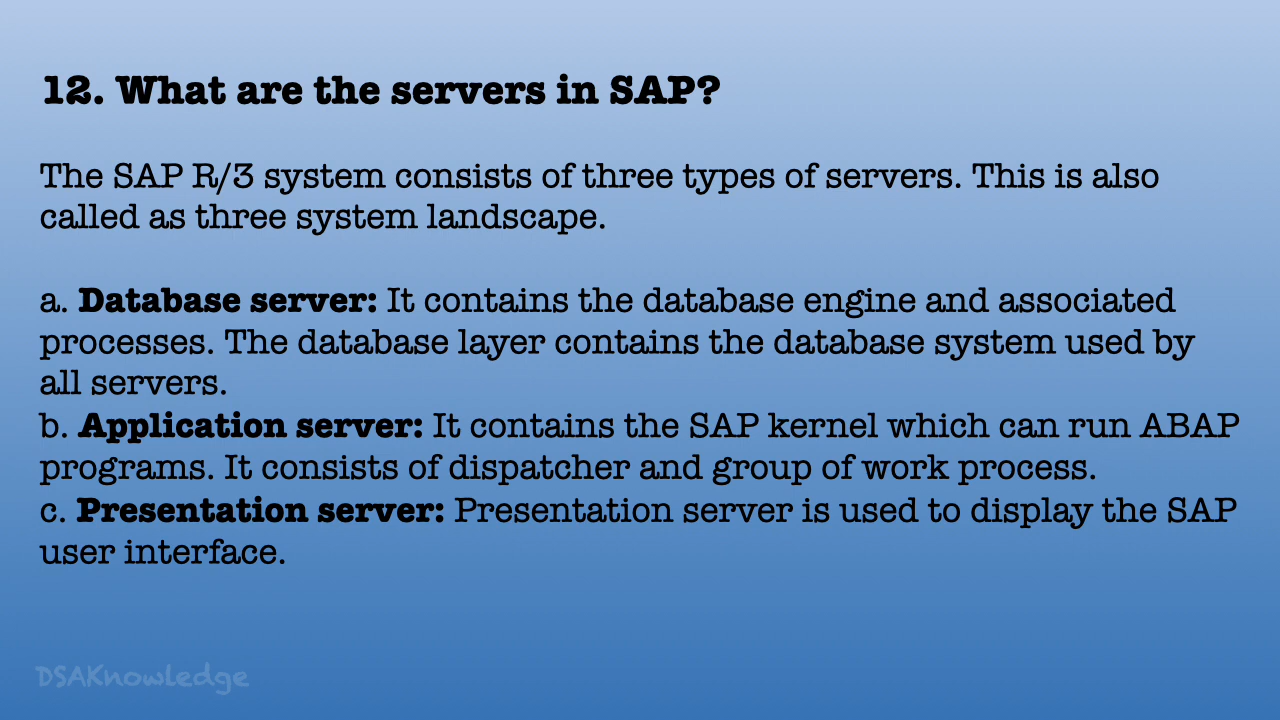 12. What are the servers in SAP?
The SAP R/3 system consists of three types of servers. This is also
called as three system landscape.
a. Database server: It contains the database engine and associated
processes. The database layer contains the database system used by
all servers.
b. Application server: It contains the SAP kernel which can run ABAP
programs. It consists of dispatcher and group of work process.
c. Presentation server: Presentation server is used to display the SAP
user interface.
DSAKnowledge